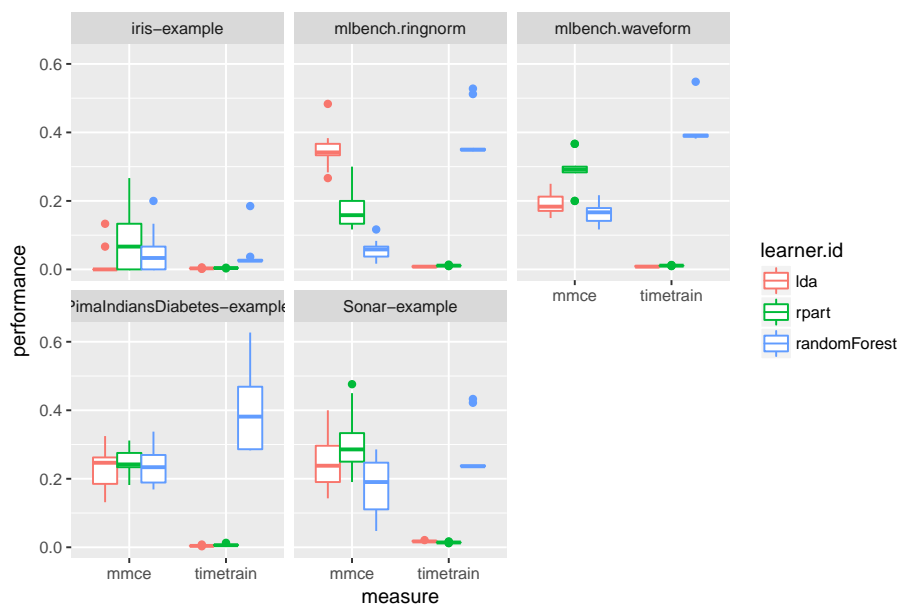 iris-example
mlbench.ringnorm
mlbench.waveform
0.6
0.4
0.2
0.0
mmce
timetrain
PimaIndiansDiabetes-example
Sonar-example
0.6
0.4
0.2
0.0
mmce
timetrain
mmce
timetrain
measure
performance
learner.id
lda
rpart
randomForest